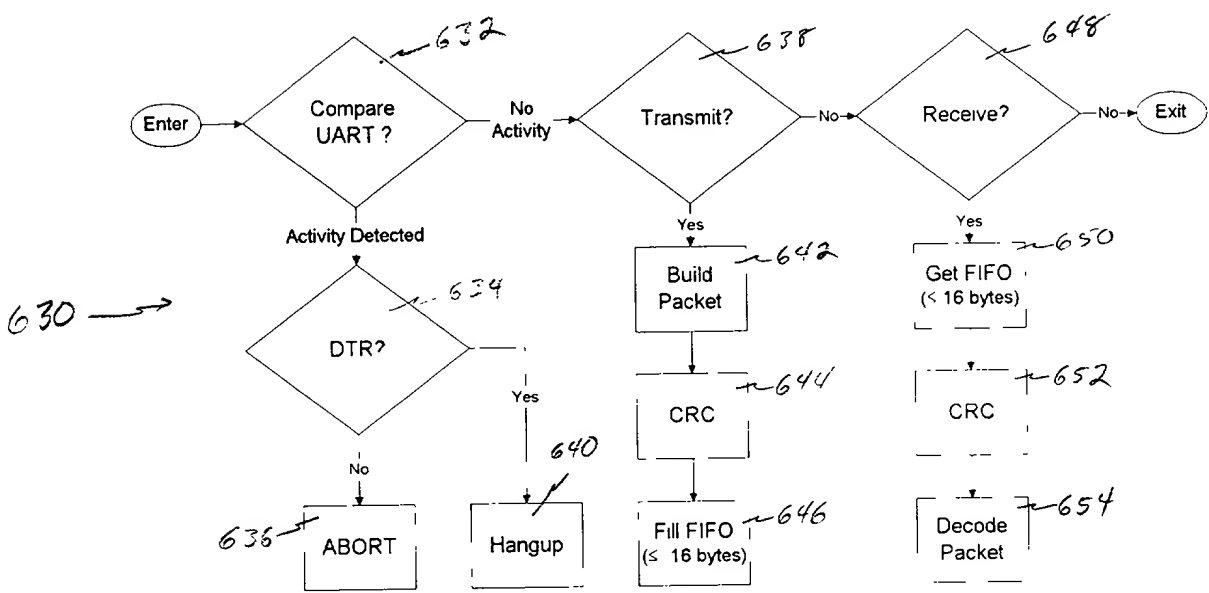 632
638
648
Enter
Compare
UART ?
No
Activity
Transmit?
No
Receive?
No
Exit
Activity Detected
Yes
Yes
642
650
Build
Packet
Get FIFO
(≤ 16 bytes)
630
634
DTR?
644
652
Yes
CRC
CRC
640
No
636
ABORT
Hangup
646
Fill FIFO
(≤ 16 bytes)
654
Decode
Packet